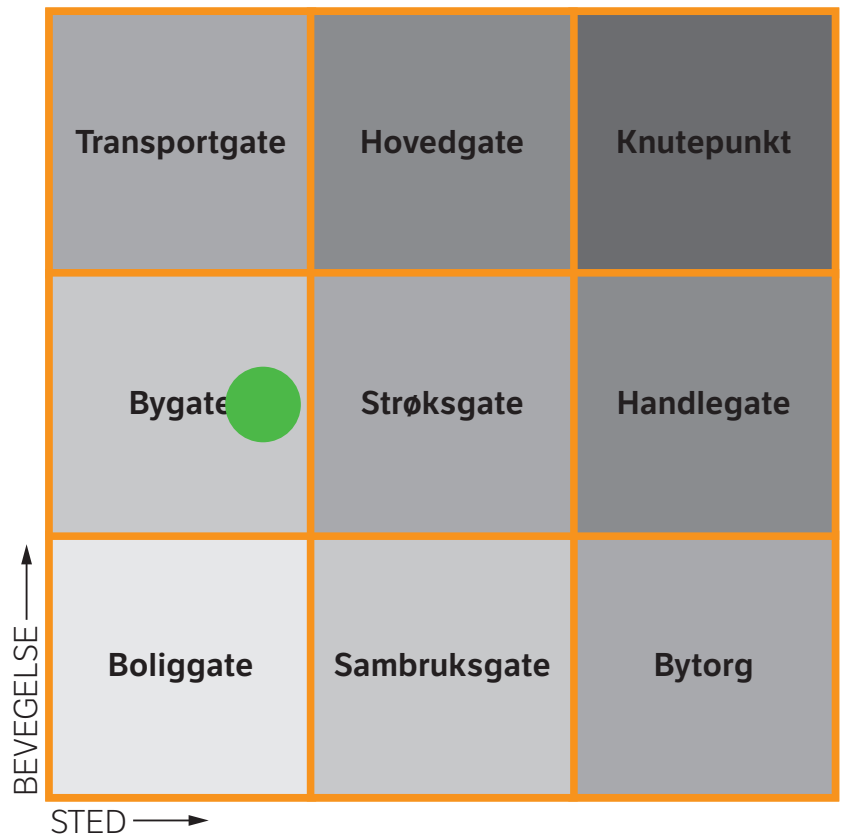 Transportgate
Hovedgate
Knutepunkt
Bygate
Strøksgate
Handlegate
Boliggate
Sambruksgate
Bytorg
BEVEGELSE
STED